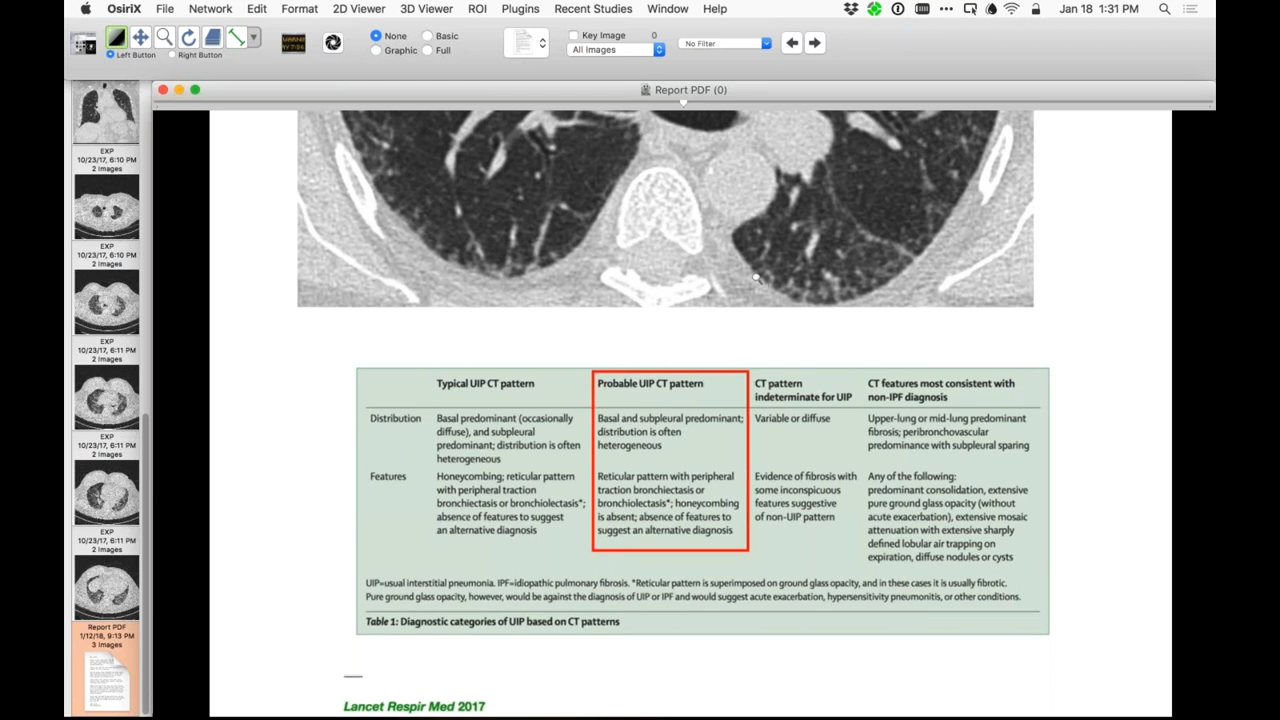 OsiriX File Network Edit Format 2D Viewer 3D Viewer ROI Plugins Recent Studies Window Help Jan 18 1:31 PM
None Basic
Graphic Full
Key Image 0
All Images
No Filter
Left Button Right Button
Report PDF (0)
EXP
10/23/17, 6:10 PM
2 Images
EXP
10/23/17, 6:10 PM
2 Images
EXP
10/23/17, 6:11 PM
2 Images
EXP
10/23/17, 6:11 PM
2 Images
EXP
10/23/17, 6:11 PM
2 Images
Report PDF
1/12/18, 9:13 PM
3 Images
Typical UIP CT pattern
Probable UIP CT pattern
CT pattern
indeterminate for UIP
CT features most consistent with
non-IPF diagnosis
Distribution
Basal predominant (occasionally
diffuse), and subpleural
predominant; distribution is often
heterogeneous
Basal and subpleural predominant;
distribution is often
heterogeneous
Variable or diffuse
Upper-lung or mid-lung predominant
fibrosis; peribronchovascular
predominance with subpleural sparing
Features
Honeycombing; reticular pattern
with peripheral traction
bronchiectasis or bronchiolectasis*;
absence of features to suggest
an alternative diagnosis
Reticular pattern with peripheral
traction bronchiectasis or
bronchiolectasis*; honeycombing
is absent; absence of features to
suggest an alternative diagnosis
Evidence of fibrosis with
some inconspicuous
features suggestive
of non-UIP pattern
Any of the following:
predominant consolidation, extensive
pure ground glass opacity (without
acute exacerbation), extensive mosaic
attenuation with extensive sharply
defined lobular air trapping on
expiration, diffuse nodules or cysts
UIP=usual interstitial pneumonia. IPF=idiopathic pulmonary fibrosis. *Reticular pattern is superimposed on ground glass opacity, and in these cases it is usually fibrotic.
Pure ground glass opacity, however, would be against the diagnosis of UIP or IPF and would suggest acute exacerbation, hypersensitivity pneumonitis, or other conditions.
Table 1: Diagnostic categories of UIP based on CT patterns
Lancet Respir Med 2017